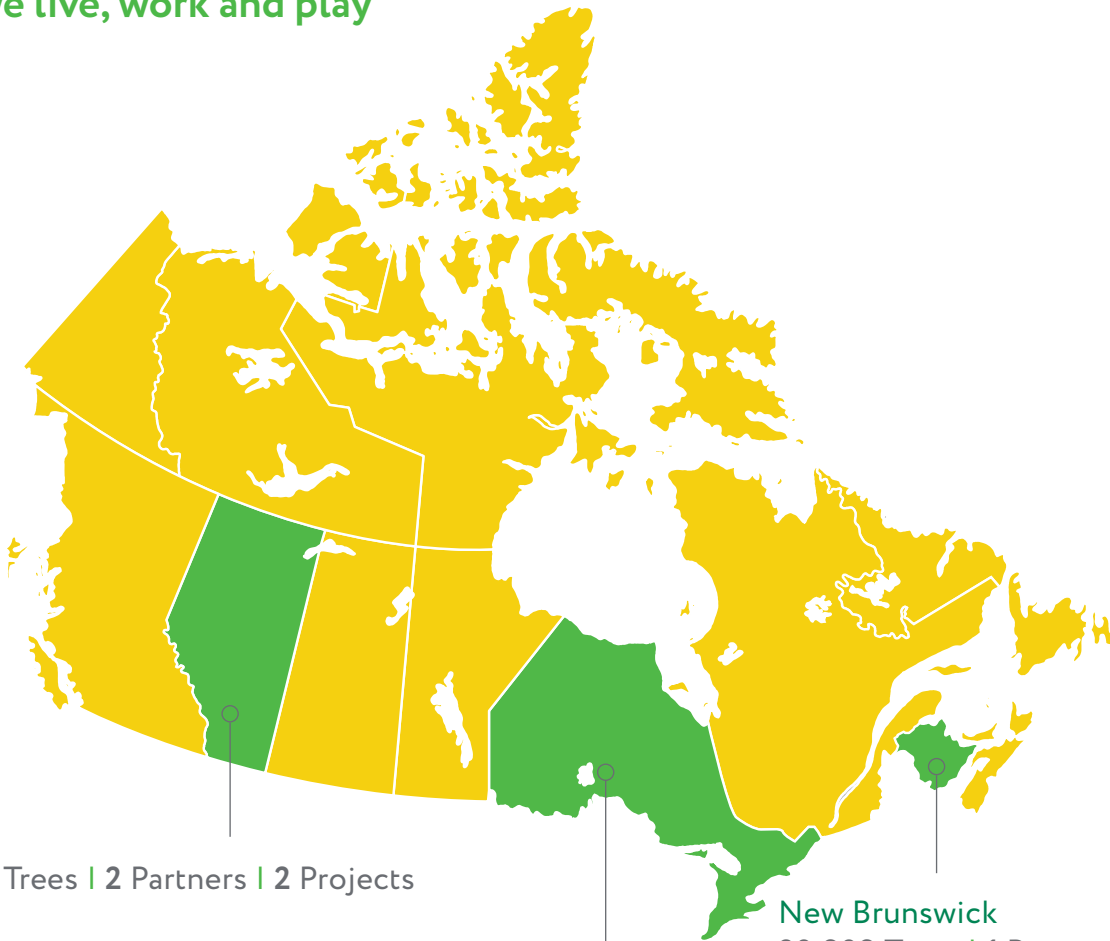 live, work and play
Trees | 2 Partners | 2 Projects
New Brunswick